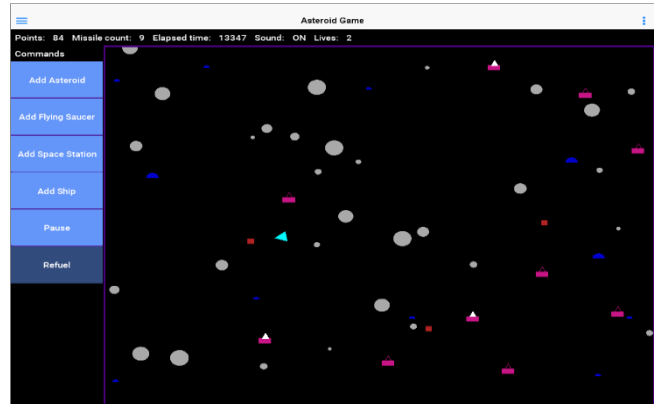 Asteroid Game
Points: 84 Missile count: 9 Elapsed time: 13347 Sound: ON Lives: 2
Commands
Add Asteroid
Add Flying Saucer
Add Space Station
Add Ship
Pause
Refuel